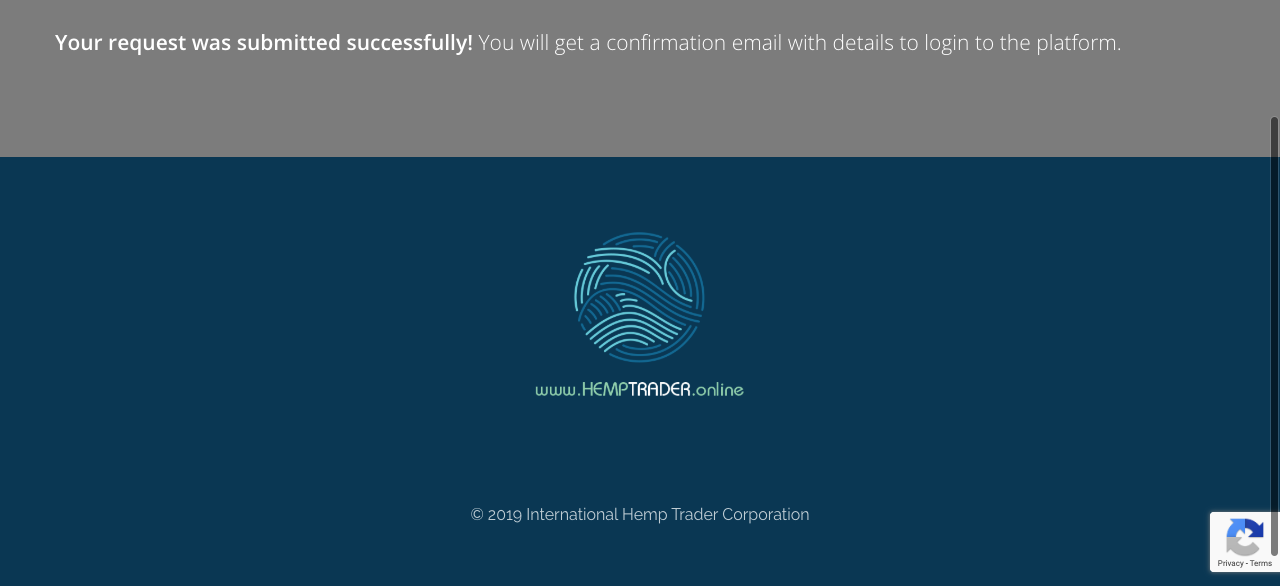 Your request was submitted successfully! You will get a confirmation email with details to login to the platform.
www.HEMPTRADER.online
© 2019 International Hemp Trader Corporation
Privacy - Terms